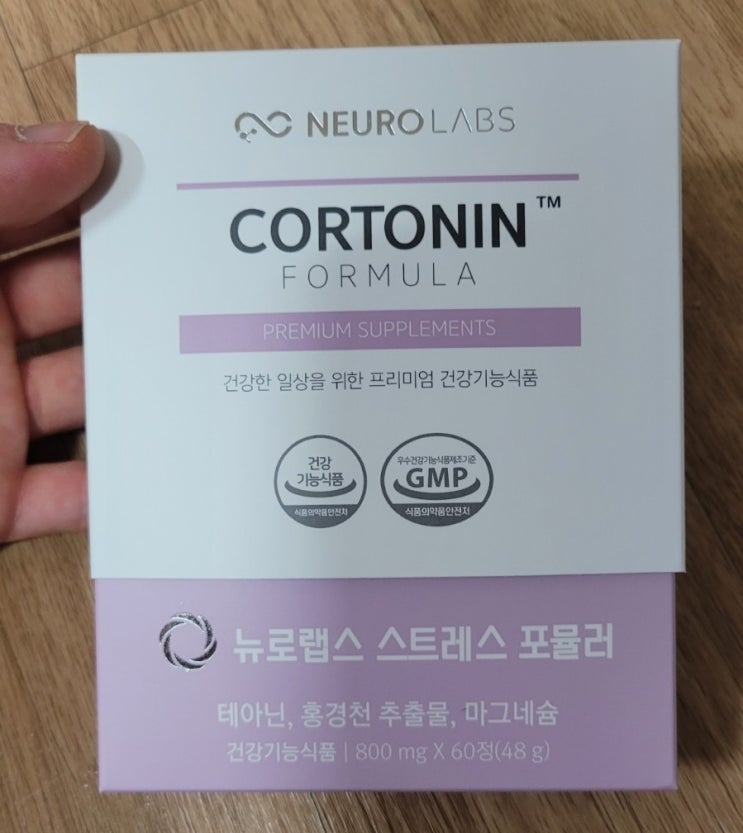 NEUROLABS
CORTONIN™
FORMULA
PREMIUM SUPPLEMENTS
건강한 일상을 위한 프리미엄 건강기능식품
건강
기능식품
식품의약품안전처
우수건강기능식품제조기준
GMP
식품의약품안전처
뉴로랩스 스트레스 포뮬러
테아닌, 홍경천 추출물, 마그네슘
건강기능식품 | 800 mg X 60정(48 g)